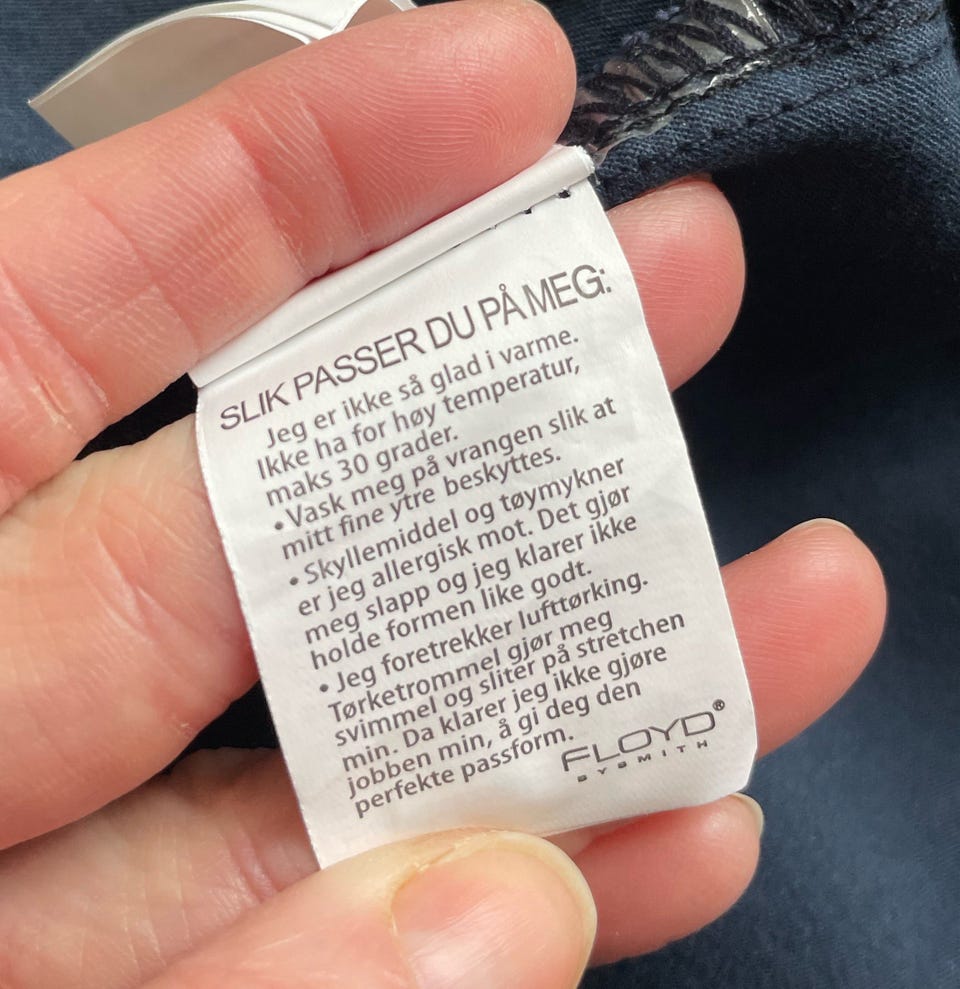 SLIK PASSER DU PÅ MEG:
Jeg er ikke så glad i varme.
Ikke ha for høy temperatur,
maks 30 grader.
• Vask meg på vrangen slik at
mitt fine ytre beskyttes.
• Skyllemiddel og tøymykner
er jeg allergisk mot. Det gjør
meg slapp og jeg klarer ikke
holde formen like godt.
• Jeg foretrekker lufttørking.
Tørketrommel gjør meg
svimmel og sliter på stretchen
min. Da klarer jeg ikke gjøre
jobben min, å gi deg den
perfekte passform.
FLOYD®
BYSMITH